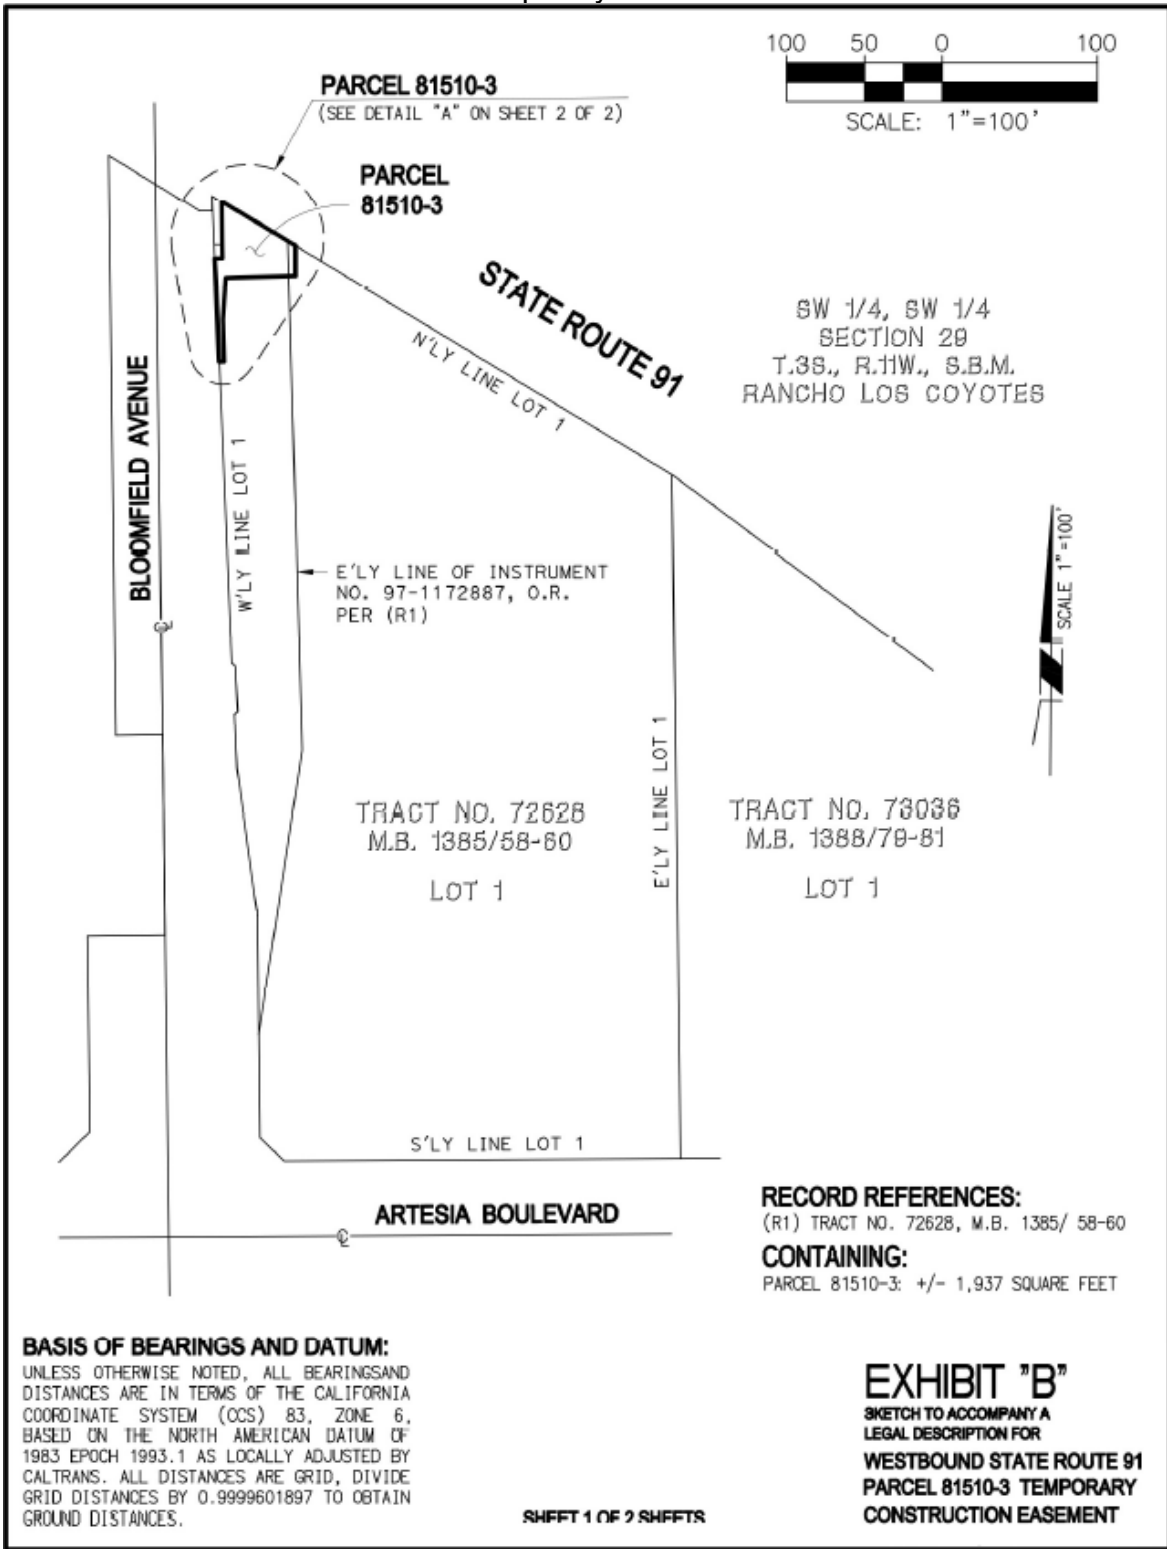 100 50 0 100
SCALE: 1"=100'
PARCEL 81510-3
(SEE DETAIL "A" ON SHEET 2 OF 2)
PARCEL
81510-3
STATE ROUTE 91
N'LY LINE LOT 1
SW 1/4, SW 1/4
SECTION 29
T.3S., R.11W., S.B.M.
RANCHO LOS COYOTES
BLOOMFIELD AVENUE
W'LY LINE LOT 1
E'LY LINE OF INSTRUMENT
NO. 97-1172887, O.R.
PER (R1)
SCALE 1"=100'
E'LY LINE LOT 1
TRACT NO. 72628
M.B. 1385/58-60
LOT 1
TRACT NO. 73036
M.B. 1388/79-81
LOT 1
S'LY LINE LOT 1
ARTESIA BOULEVARD
RECORD REFERENCES:
(R1) TRACT NO. 72628, M.B. 1385/ 58-60
CONTAINING:
PARCEL 81510-3: +/- 1,937 SQUARE FEET
BASIS OF BEARINGS AND DATUM:
UNLESS OTHERWISE NOTED, ALL BEARINGSAND
DISTANCES ARE IN TERMS OF THE CALIFORNIA
COORDINATE SYSTEM (CCS) 83, ZONE 6,
BASED ON THE NORTH AMERICAN DATUM OF
1983 EPOCH 1993.1 AS LOCALLY ADJUSTED BY
CALTRANS. ALL DISTANCES ARE GRID, DIVIDE
GRID DISTANCES BY 0.9999601897 TO OBTAIN
GROUND DISTANCES.
SHEET 1 OF 2 SHEETS
EXHIBIT "B"
SKETCH TO ACCOMPANY A
LEGAL DESCRIPTION FOR
WESTBOUND STATE ROUTE 91
PARCEL 81510-3 TEMPORARY
CONSTRUCTION EASEMENT